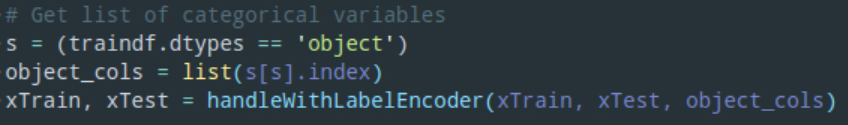 # Get list of categorical variables
s = (traindf.dtypes == 'object')
object_cols = list(s[s].index)
xTrain, xTest = handleWithLabelEncoder(xTrain, xTest, object_cols)